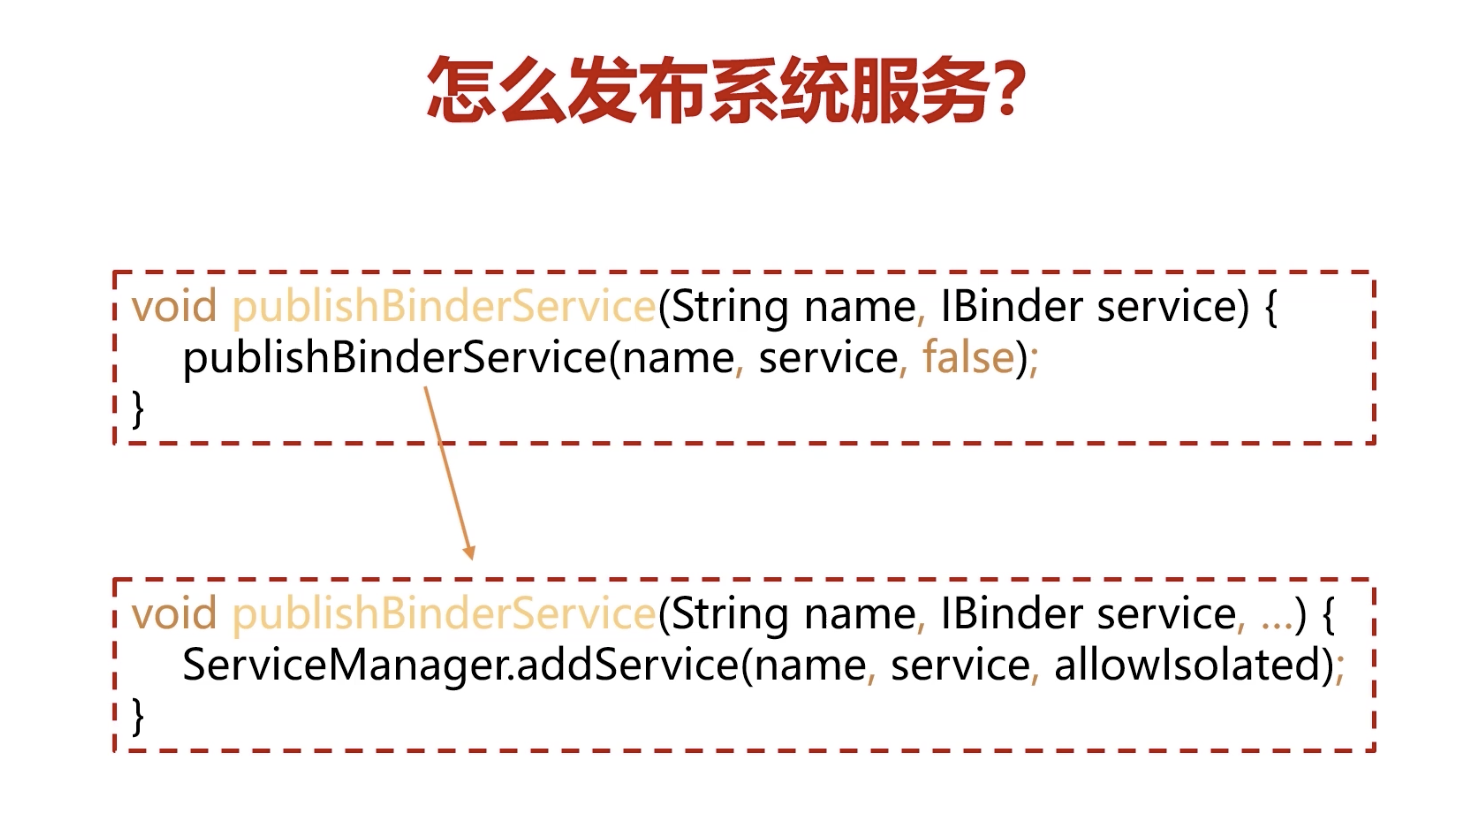 怎么发布系统服务?
void publishBinderService(String name, IBinder service) {
publishBinderService(name, service, false);
}
void publishBinderService(String name, IBinder service, ...) {
ServiceManager.addService(name, service, allowIsolated);
}